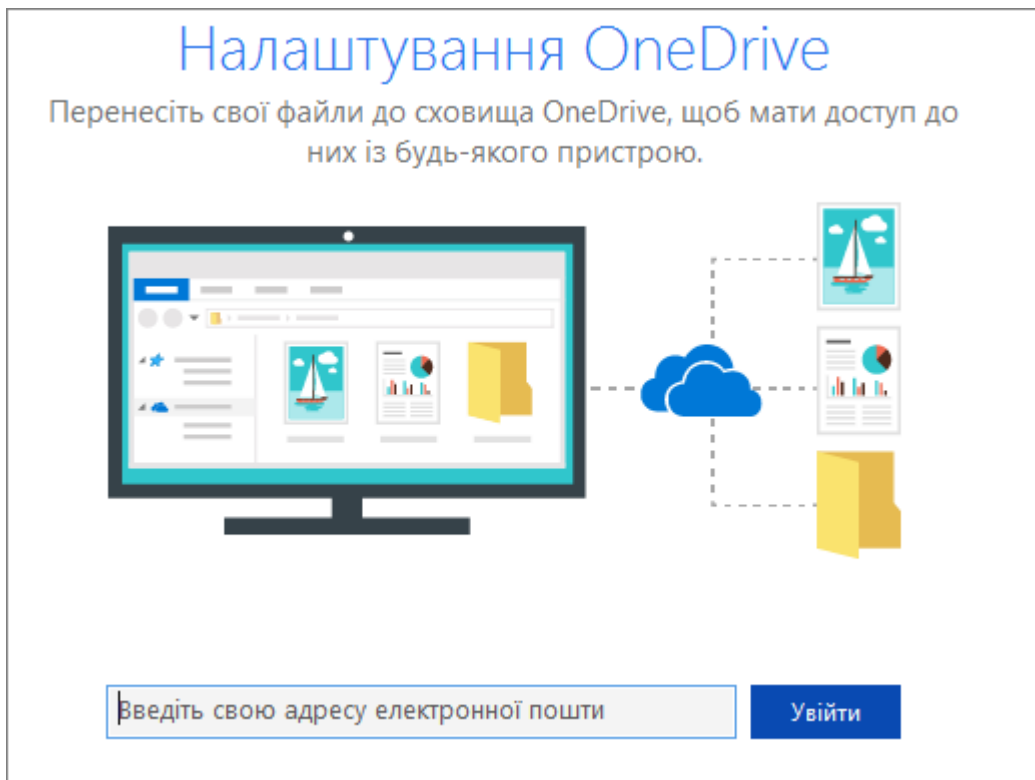 Налаштування OneDrive
Перенесіть свої файли до сховища OneDrive, щоб мати доступ до
них із будь-якого пристрою.
Введіть свою адресу електронної пошти
Увійти